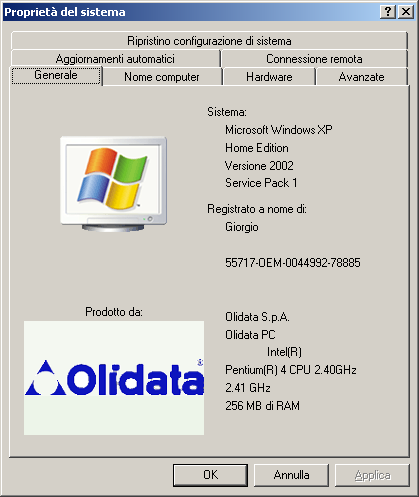 Proprietà del sistema
Ripristino configurazione di sistema
Aggiornamenti automatici
Connessione remota
Generale
Nome computer
Hardware
Avanzate
Sistema:
Microsoft Windows XP
Home Edition
Versione 2002
Service Pack 1
Registrato a nome di:
Giorgio
55717-OEM-0044992-78885
Prodotto da:
Olidata®
Olidata S.p.A.
Olidata PC
Intel(R)
Pentium(R) 4 CPU 2.40GHz
2.41 GHz
256 MB di RAM
OK
Annulla
Applica